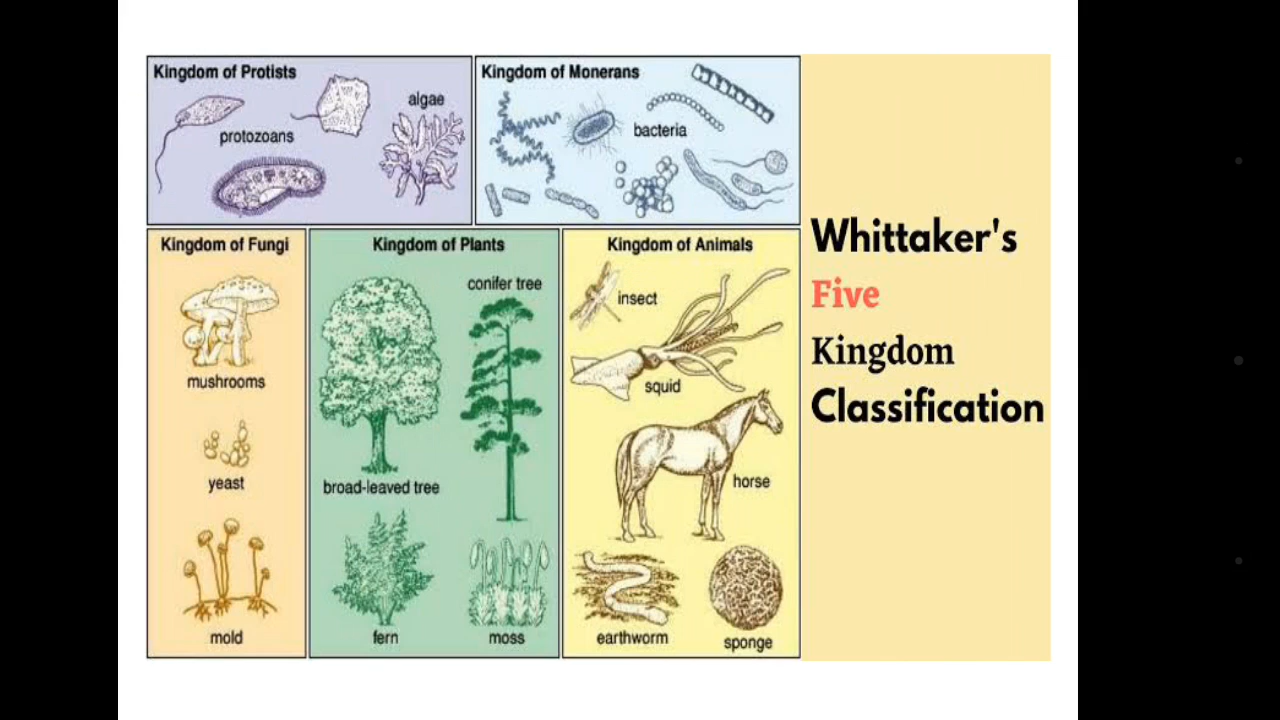 Kingdom of Protists
algae
protozoans
Kingdom of Monerans
bacteria
Kingdom of Fungi
mushrooms
yeast
mold
Kingdom of Plants
conifer tree
broad-leaved tree
fern
moss
Kingdom of Animals
insect
squid
horse
earthworm
sponge
Whittaker's
Five
Kingdom
Classification